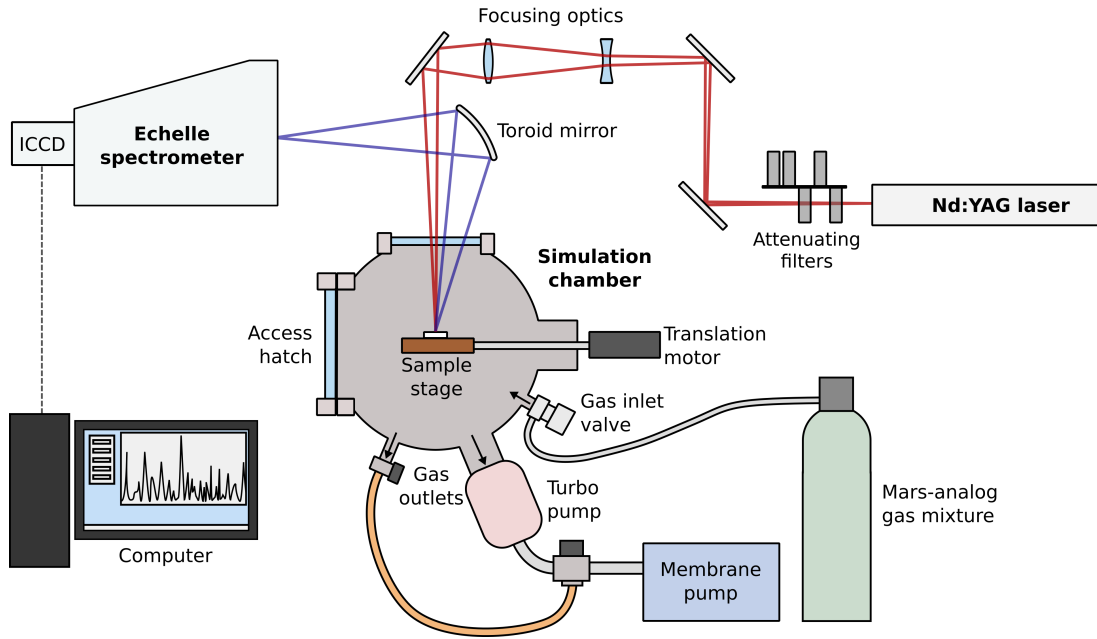 Focusing optics
ICCD
Echelle
spectrometer
Toroid mirror
Nd:YAG laser
Attenuating
filters
Simulation
chamber
Access
hatch
Translation
motor
Sample
stage
Gas inlet
valve
Gas
outlets
Turbo
pump
Mars-analog
gas mixture
Computer
Membrane
pump